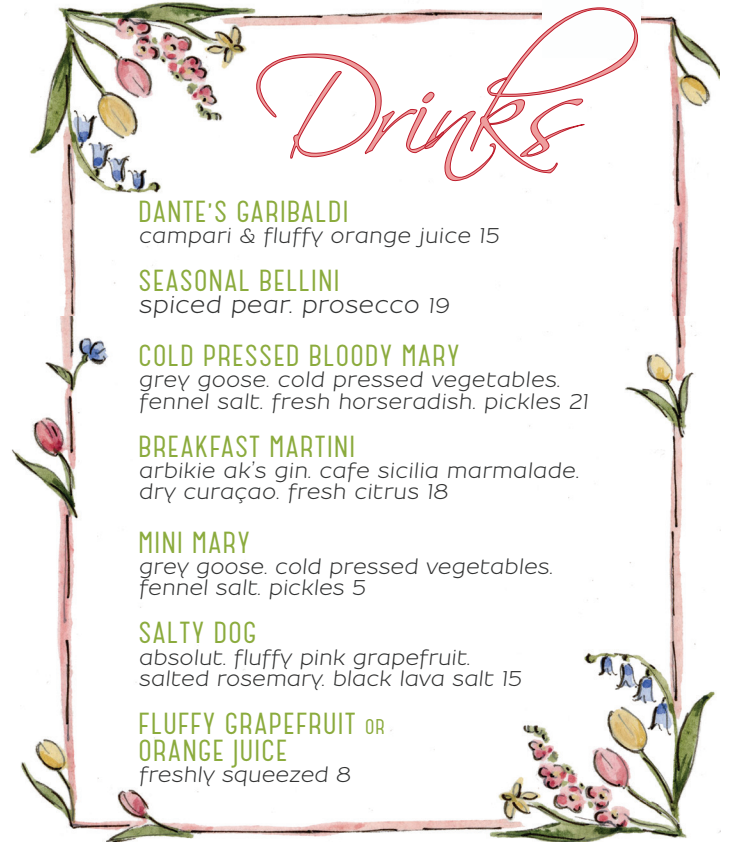 Drinks
DANTE'S GARIBALDI
campari & fluffy orange juice 15
SEASONAL BELLINI
spiced pear. prosecco 19
COLD PRESSED BLOODY MARY
grey goose. cold pressed vegetables.
fennel salt. fresh horseradish. pickles 21
BREAKFAST MARTINI
arbikie ak's gin. cafe sicilia marmalade.
dry curaçao. fresh citrus 18
MINI MARY
grey goose. cold pressed vegetables.
fennel salt. pickles 5
SALTY DOG
absolut. fluffy pink grapefruit.
salted rosemary. black lava salt 15
FLUFFY GRAPEFRUIT OR
ORANGE JUICE
freshly squeezed 8